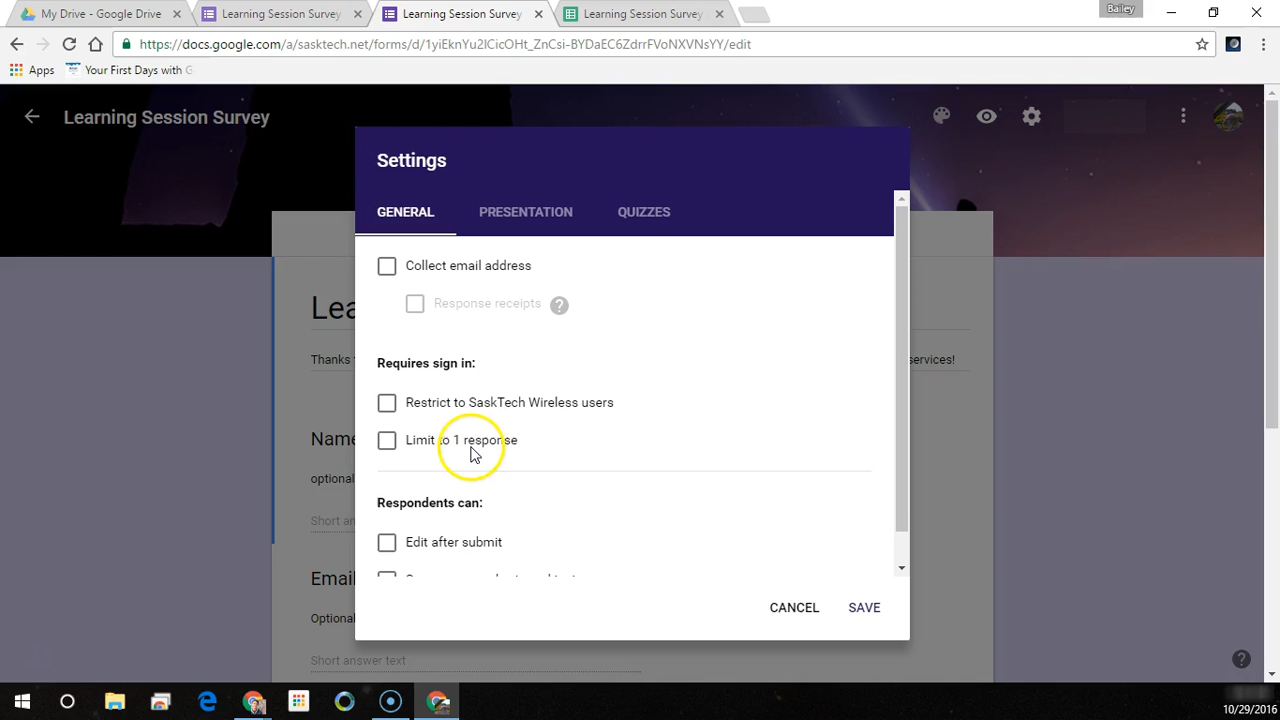 My Drive - Google Drive
Learning Session Survey
Learning Session Survey
Learning Session Survey
Bailey
https://docs.google.com/a/sasktech.net/forms/d/1yiEknYu2ICicOHt_ZnCsi-BYDaEC6ZdrrFVoNXVNsYY/edit
Apps
Your First Days with G
Learning Session Survey
Settings
GENERAL
PRESENTATION
QUIZZES
Collect email address
Response receipts
?
Lea
Thanks
services!
Requires sign in:
Restrict to SaskTech Wireless users
Limit to 1 response
Name
optional
Short an
Respondents can:
Edit after submit
Email
Optional
CANCEL
SAVE
Short answer text
?
10/29/2016